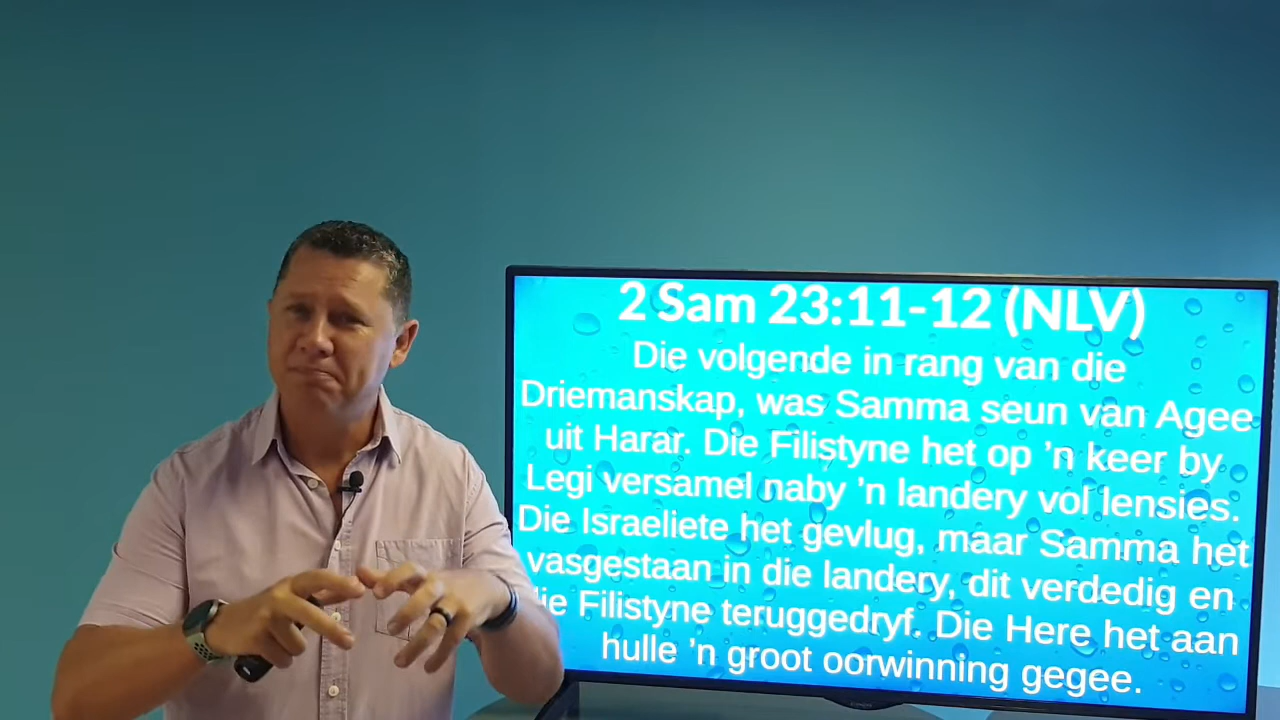 2 Sam 23:11-12 (NLV)
Die volgende in rang van die
Driemanskap, was Samma seun van Agee
uit Harar. Die Filistyne het op ’n keer by
Legi versamel naby ’n landery vol lensies.
Die Israeliete het gevlug, maar Samma het
vasgestaan in die landery, dit verdedig en
die Filistyne teruggedryf. Die Here het aan
hulle ’n groot oorwinning gegee.